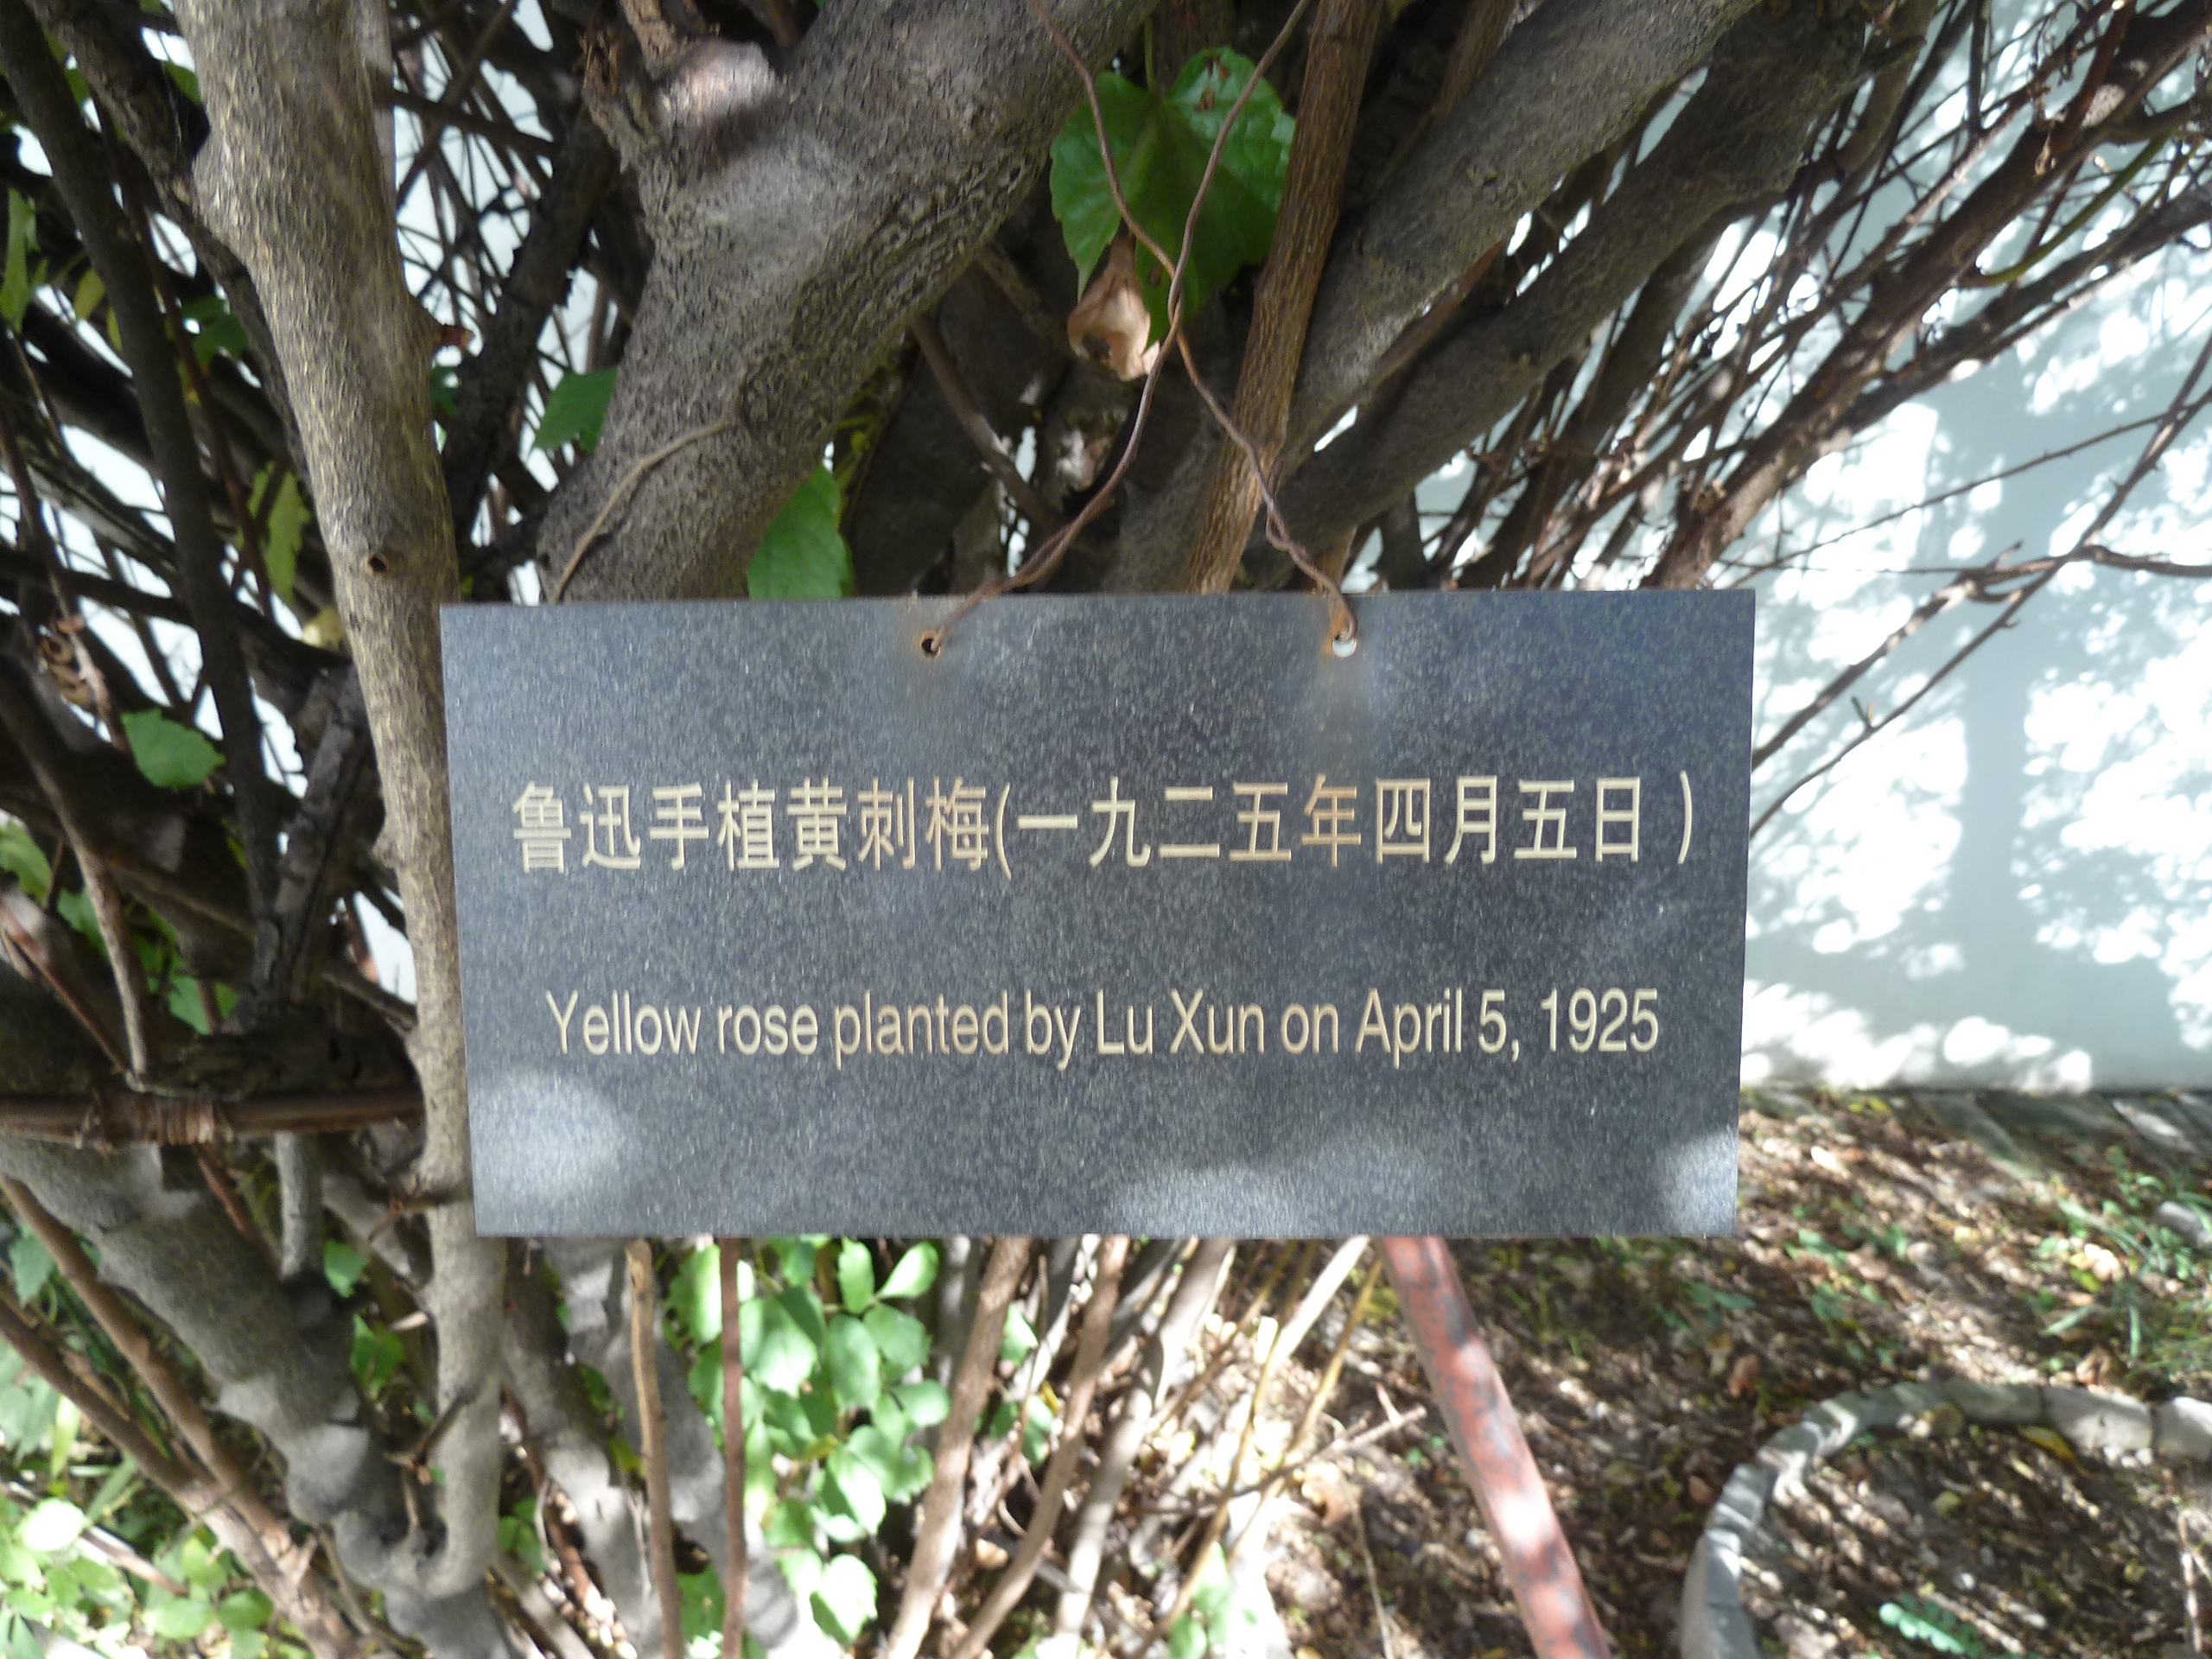 鲁迅手植黄刺梅(一九二五年四月五日)
Yellow rose planted by Lu Xun on April 5, 1925